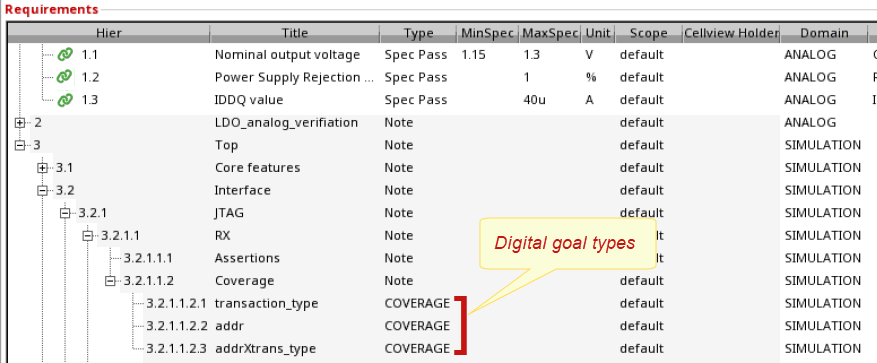 Requirements
Hier Title Type MinSpec MaxSpec Unit Scope Cellview Holder Domain
1.1 Nominal output voltage Spec Pass 1.15 1.3 V default ANALOG
1.2 Power Supply Rejection ... Spec Pass 1 % default ANALOG
1.3 IDDQ value Spec Pass 40u A default ANALOG
2 LDO_analog_verifiation Note default ANALOG
3 Top Note default SIMULATION
3.1 Core features Note default SIMULATION
3.2 Interface Note default SIMULATION
3.2.1 JTAG Note default SIMULATION
3.2.1.1 RX Note SIMULATION
Digital goal types
3.2.1.1.1 Assertions Note SIMULATION
3.2.1.1.2 Coverage Note default SIMULATION
3.2.1.1.2.1 transaction_type COVERAGE default SIMULATION
3.2.1.1.2.2 addr COVERAGE default SIMULATION
3.2.1.1.2.3 addrXtrans_type COVERAGE default SIMULATION